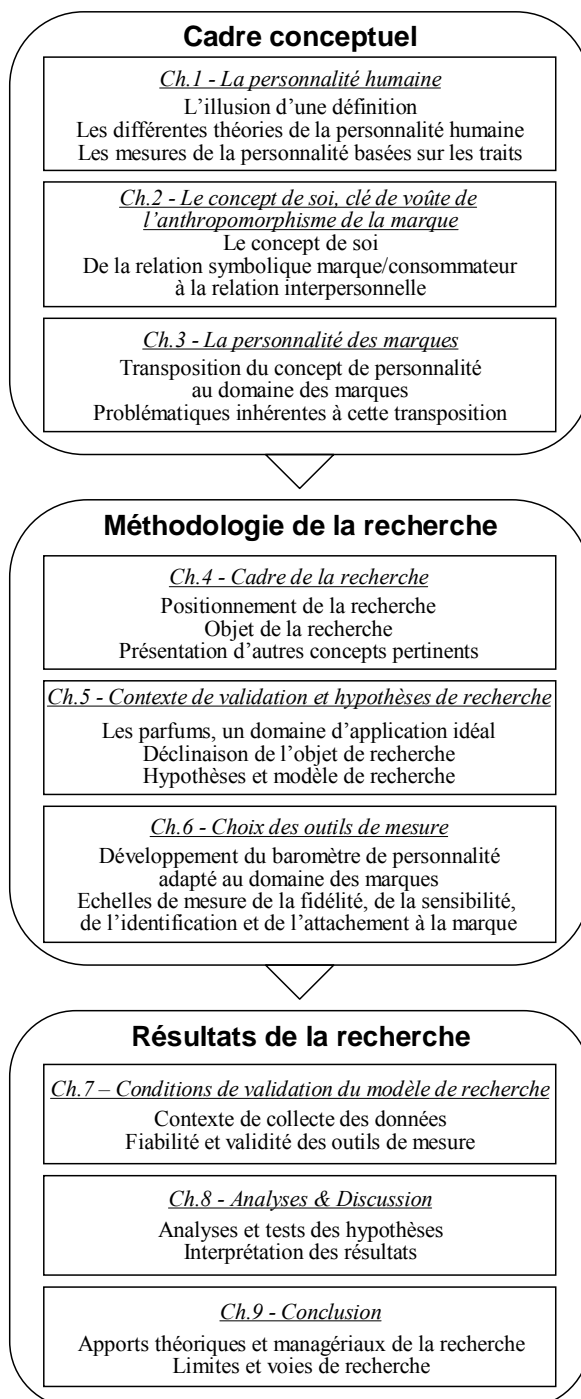 Cadre conceptuel
Ch.1 - La personnalité humaine
L’illusion d’une définition
Les différentes théories de la personnalité humaine
Les mesures de la personnalité basées sur les traits
Ch.2 - Le concept de soi, clé de voûte de
l’anthropomorphisme de la marque
Le concept de soi
De la relation symbolique marque/consommateur
à la relation interpersonnelle
Ch.3 - La personnalité des marques
Transposition du concept de personnalité
au domaine des marques
Problématiques inhérentes à cette transposition
Méthodologie de la recherche
Ch.4 - Cadre de la recherche
Positionnement de la recherche
Objet de la recherche
Présentation d’autres concepts pertinents
Ch.5 - Contexte de validation et hypothèses de recherche
Les parfums, un domaine d’application idéal
Déclinaison de l’objet de recherche
Hypothèses et modèle de recherche
Ch.6 - Choix des outils de mesure
Développement du baromètre de personnalité
adapté au domaine des marques
Echelles de mesure de la fidélité, de la sensibilité,
de l’identification et de l’attachement à la marque
Résultats de la recherche
Ch.7 – Conditions de validation du modèle de recherche
Contexte de collecte des données
Fiabilité et validité des outils de mesure
Ch.8 - Analyses & Discussion
Analyses et tests des hypothèses
Interprétation des résultats
Ch.9 - Conclusion
Apports théoriques et managériaux de la recherche
Limites et voies de recherche